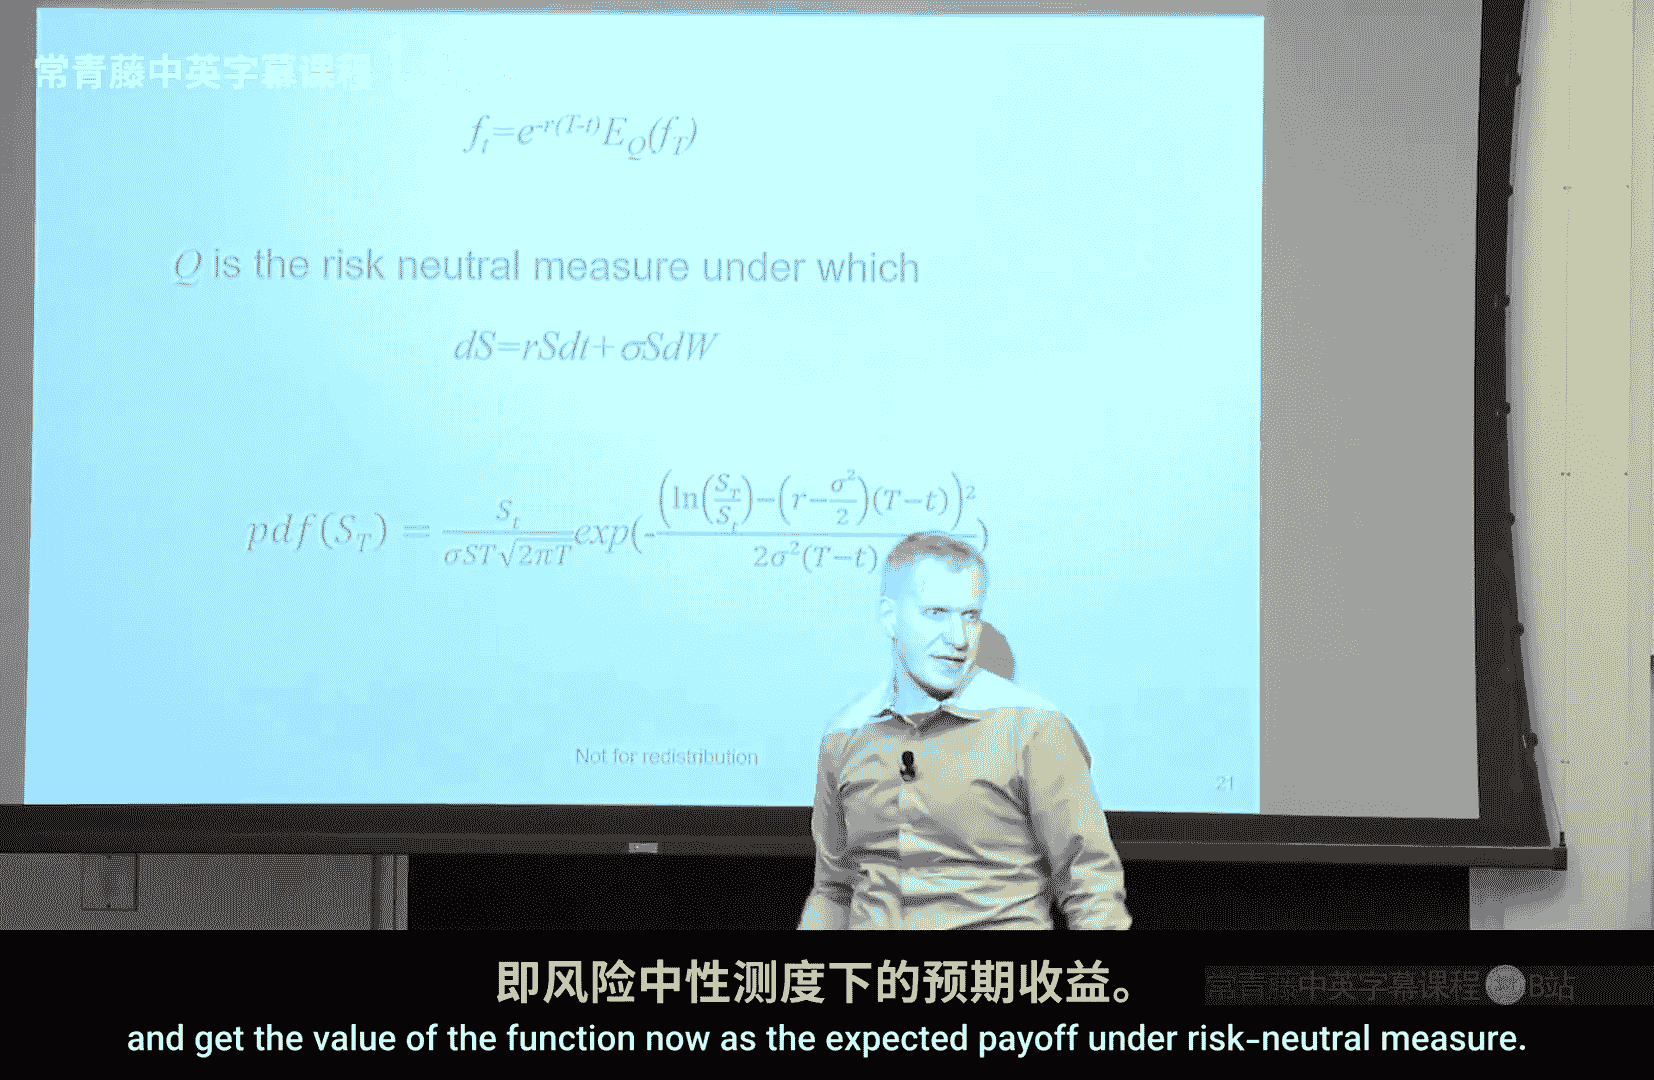 常青藤中英字幕课程
fₜ=e^-r(T-t) E_Q(f_T)
Q is the risk neutral measure under which
dS=rSdt+σSdW
pdf(S_T) = S_t/(σST√(2πT)) exp(-(ln(S_T/S_t)-(r-σ²/2)(T-t))²/(2σ²(T-t)))
Not for redistribution
21
即风险中性测度下的预期收益。
常青藤中英字幕课程 B站
and get the value of the function now as the expected payoff under risk-neutral measure.